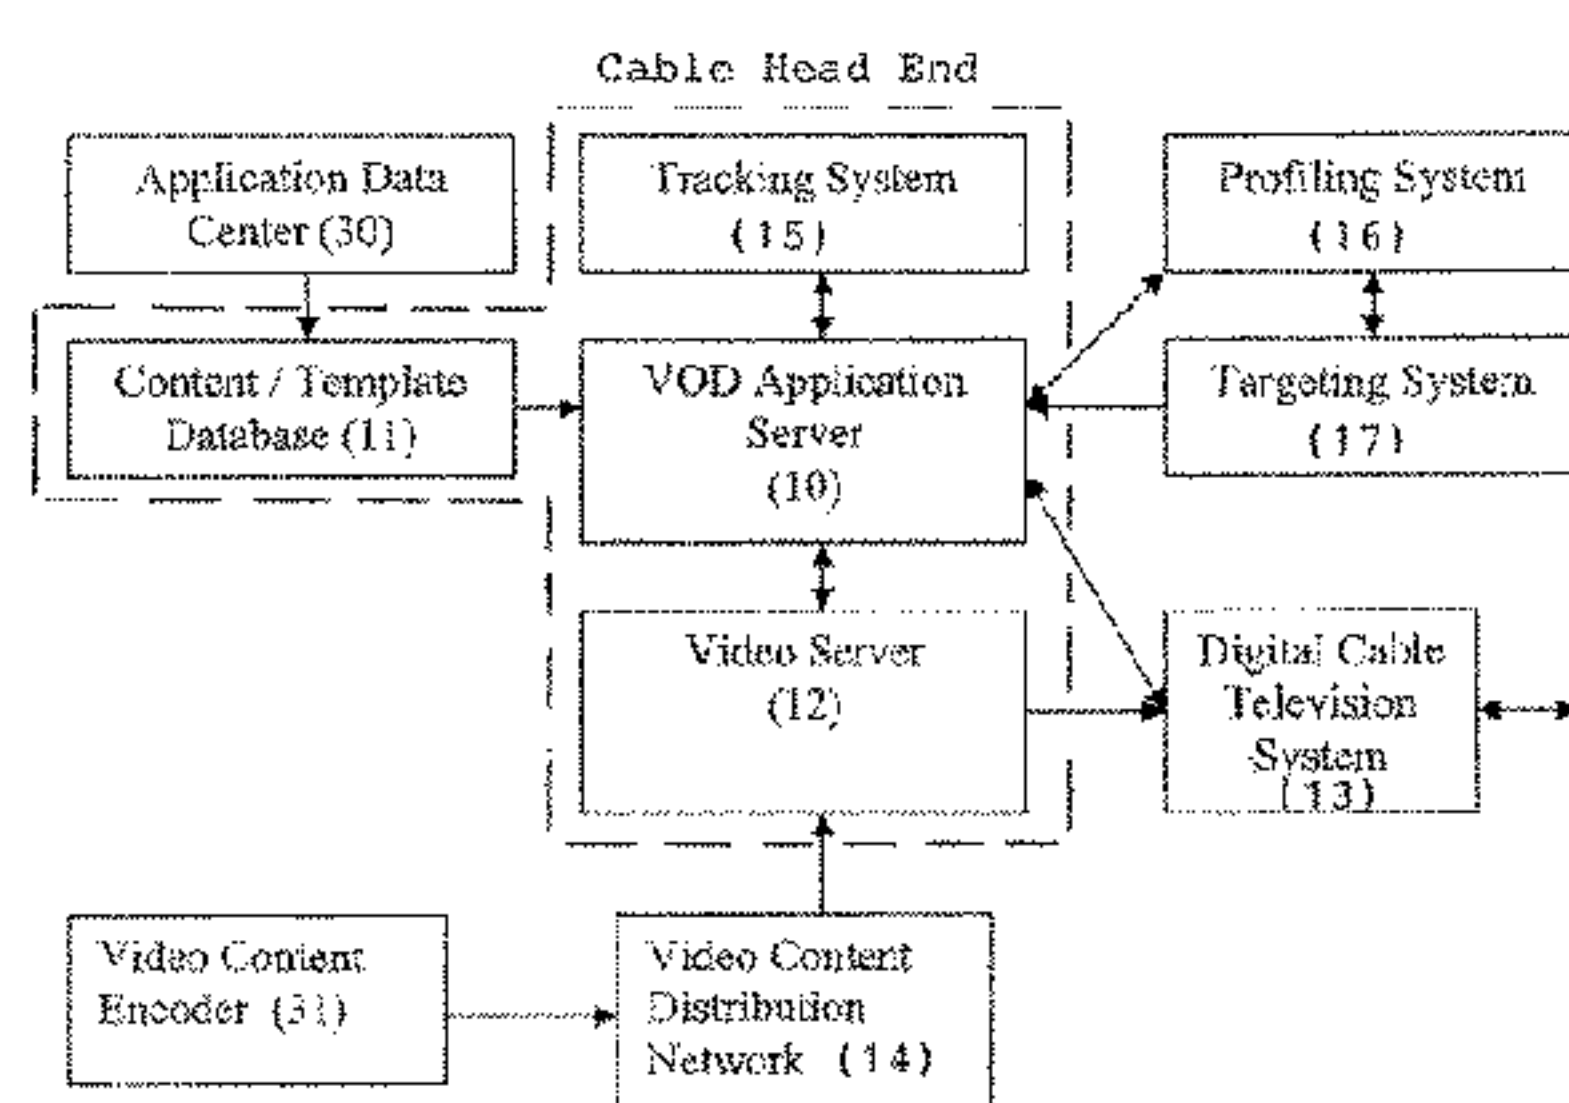 Cable Head End
Application Data
Center (30)
Tracking System
(15)
Profiling System
(16)
Content / Template
Database (11)
VOD Application
Server
(10)
Targeting System
(17)
Video Server
(12)
Digital Cable
Television
System
(13)
Video Content
Encoder (31)
Video Content
Distribution
Network (14)